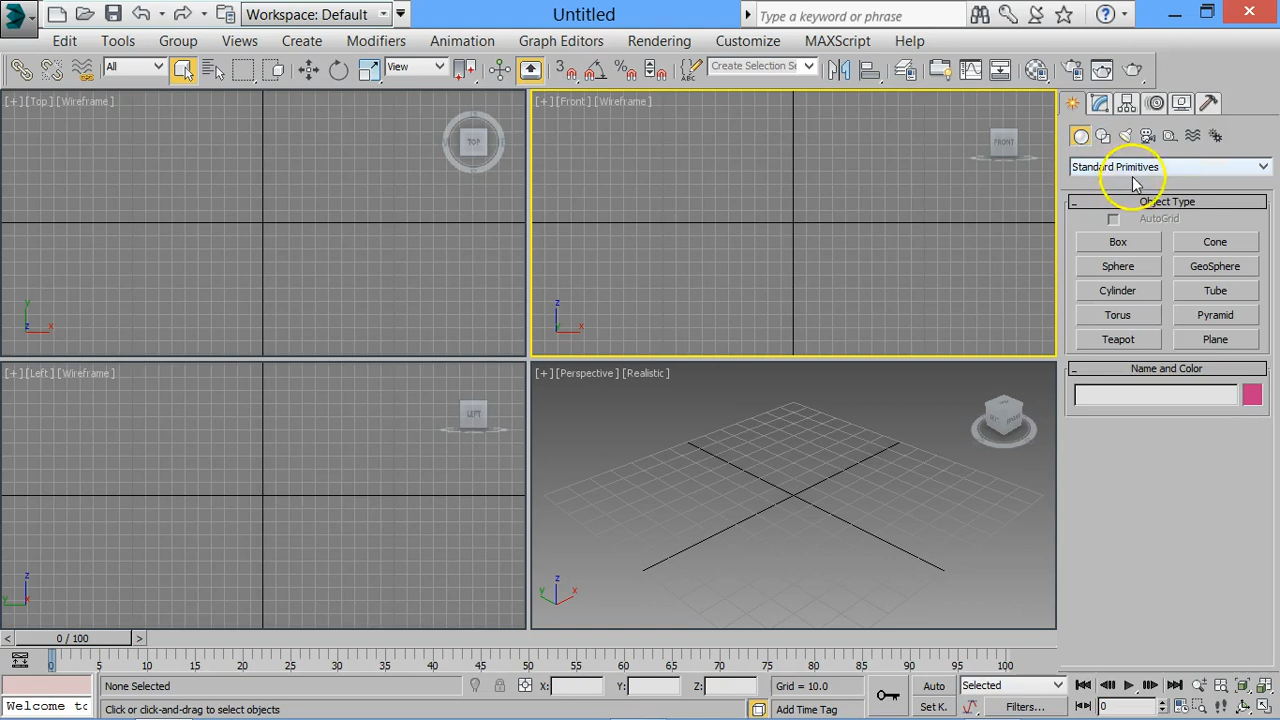 Workspace: Default
Untitled
Type a keyword or phrase
Edit Tools Group Views Create Modifiers Animation Graph Editors Rendering Customize MAXScript Help
All
View
Create Selection Se
[+] [Top] [Wireframe]
TOP
[+] [Front] [Wireframe]
FRONT
[+] [Left] [Wireframe]
LEFT
[+] [Perspective] [Realistic]
Standard Primitives
Object Type
AutoGrid
Box Cone
Sphere GeoSphere
Cylinder Tube
Torus Pyramid
Teapot Plane
Name and Color
y
z x
z
y x
z
y x
z
y x
0 / 100
0 5 10 15 20 25 30 35 40 45 50 55 60 65 70 75 80 85 90 95 100
None Selected X: Y: Z: Grid = 10.0 Auto Selected
Welcome to Click or click-and-drag to select objects Add Time Tag Set K. Filters... 0